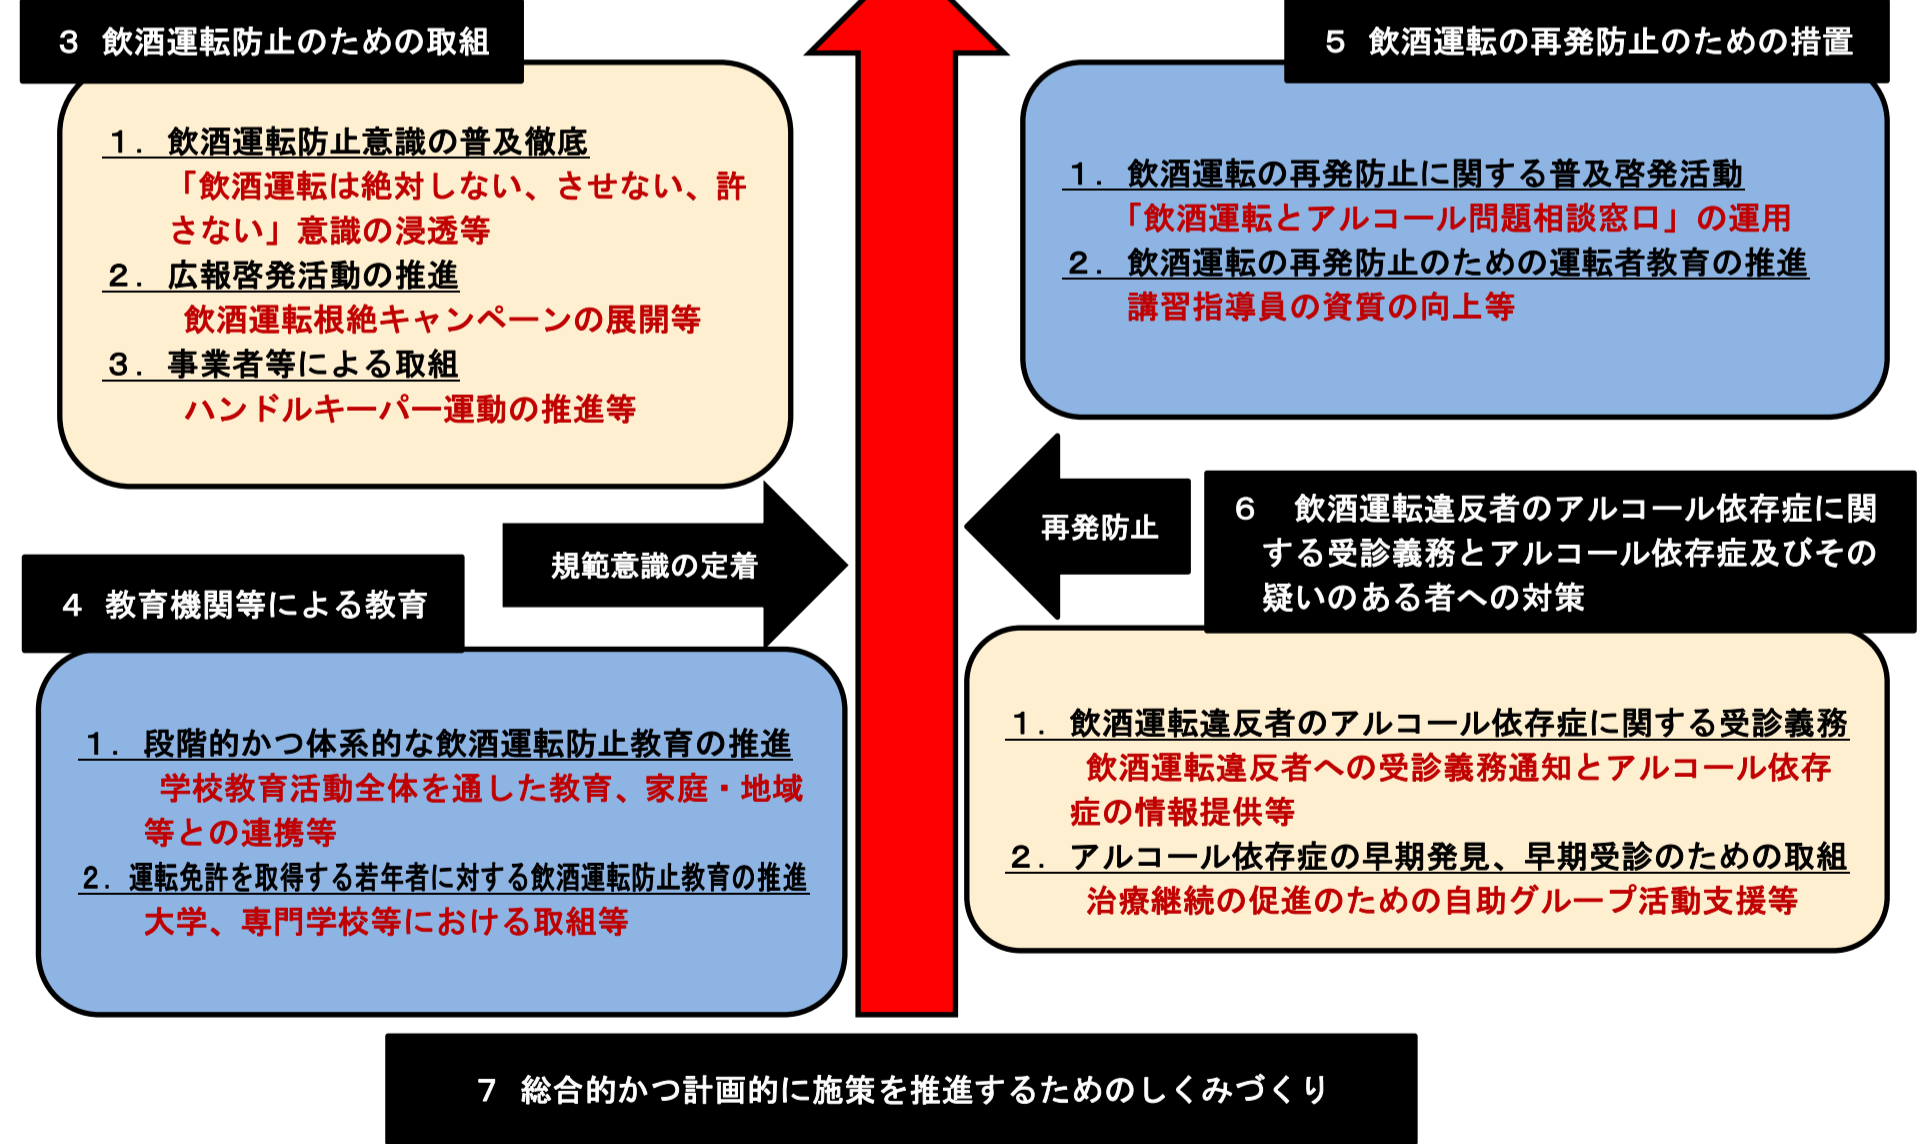 ３ 飲酒運転防止のための取組
１．飲酒運転防止意識の普及徹底
「飲酒運転は絶対しない、させない、許
さない」意識の浸透等
２．広報啓発活動の推進
飲酒運転根絶キャンペーンの展開等
３．事業者等による取組
ハンドルキーパー運動の推進等
規範意識の定着
４ 教育機関等による教育
１．段階的かつ体系的な飲酒運転防止教育の推進
学校教育活動全体を通した教育、家庭・地域
等との連携等
２．運転免許を取得する若年者に対する飲酒運転防止教育の推進
大学、専門学校等における取組等
５ 飲酒運転の再発防止のための措置
１．飲酒運転の再発防止に関する普及啓発活動
「飲酒運転とアルコール問題相談窓口」の運用
２．飲酒運転の再発防止のための運転者教育の推進
講習指導員の資質の向上等
再発防止
６　飲酒運転違反者のアルコール依存症に関
する受診義務とアルコール依存症及びその
疑いのある者への対策
１．飲酒運転違反者のアルコール依存症に関する受診義務
飲酒運転違反者への受診義務通知とアルコール依存
症の情報提供等
２．アルコール依存症の早期発見、早期受診のための取組
治療継続の促進のための自助グループ活動支援等
７ 総合的かつ計画的に施策を推進するためのしくみづくり